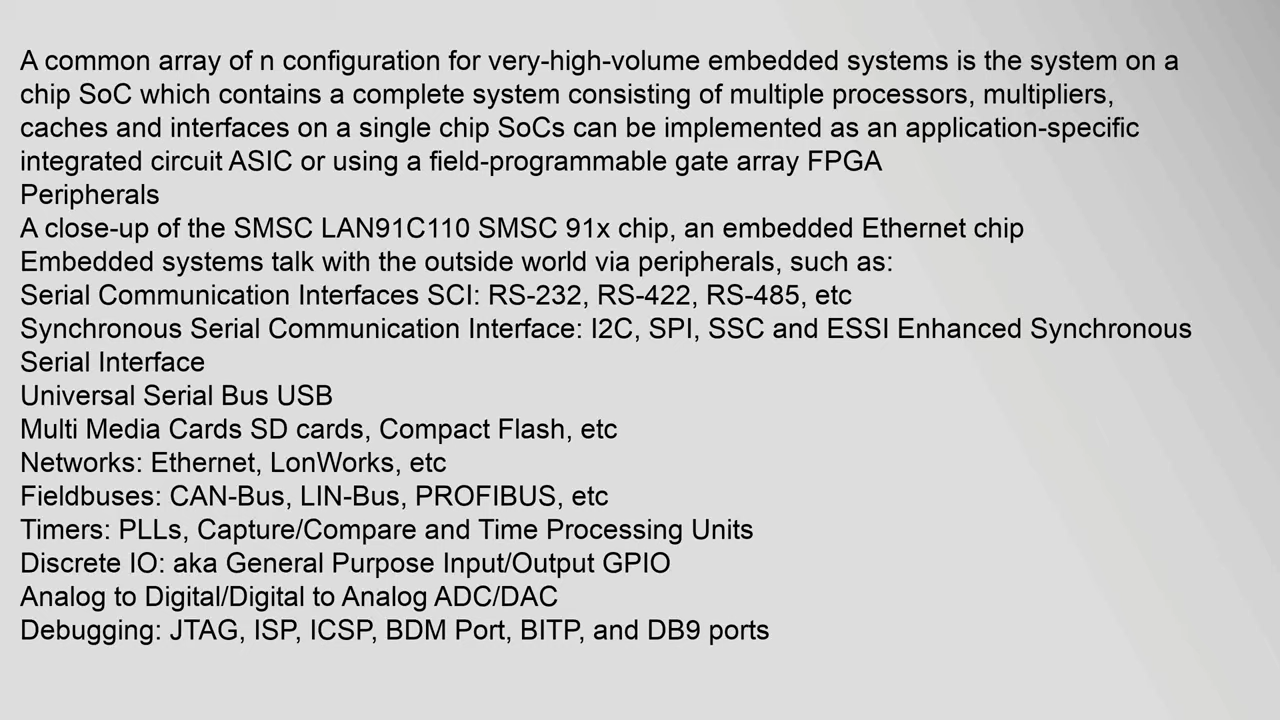 A common array of n configuration for very-high-volume embedded systems is the system on a
chip SoC which contains a complete system consisting of multiple processors, multipliers,
caches and interfaces on a single chip SoCs can be implemented as an application-specific
integrated circuit ASIC or using a field-programmable gate array FPGA
Peripherals
A close-up of the SMSC LAN91C110 SMSC 91x chip, an embedded Ethernet chip
Embedded systems talk with the outside world via peripherals, such as:
Serial Communication Interfaces SCI: RS-232, RS-422, RS-485, etc
Synchronous Serial Communication Interface: I2C, SPI, SSC and ESSI Enhanced Synchronous
Serial Interface
Universal Serial Bus USB
Multi Media Cards SD cards, Compact Flash, etc
Networks: Ethernet, LonWorks, etc
Fieldbuses: CAN-Bus, LIN-Bus, PROFIBUS, etc
Timers: PLLs, Capture/Compare and Time Processing Units
Discrete IO: aka General Purpose Input/Output GPIO
Analog to Digital/Digital to Analog ADC/DAC
Debugging: JTAG, ISP, ICSP, BDM Port, BITP, and DB9 ports